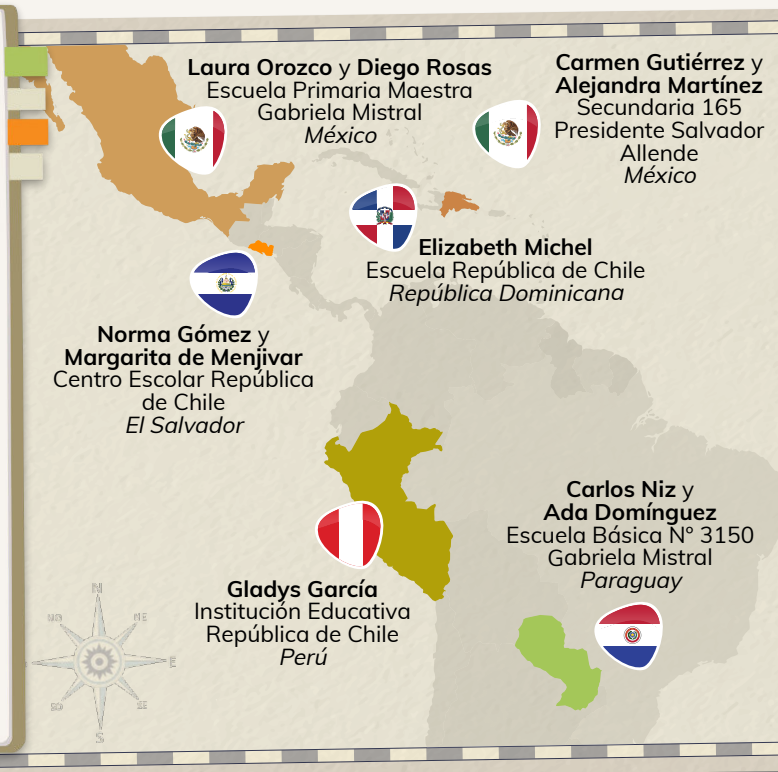 Laura Orozco y Diego Rosas
Escuela Primaria Maestra
Gabriela Mistral
México
Carmen Gutiérrez y
Alejandra Martínez
Secundaria 165
Presidente Salvador
Allende
México
Elizabeth Michel
Escuela República de Chile
República Dominicana
Norma Gómez y
Margarita de Menjivar
Centro Escolar República
de Chile
El Salvador
Carlos Niz y
Ada Domínguez
Escuela Básica Nº 3150
Gabriela Mistral
Paraguay
Gladys García
Institución Educativa
República de Chile
Perú
N
NE
SE
S
SO